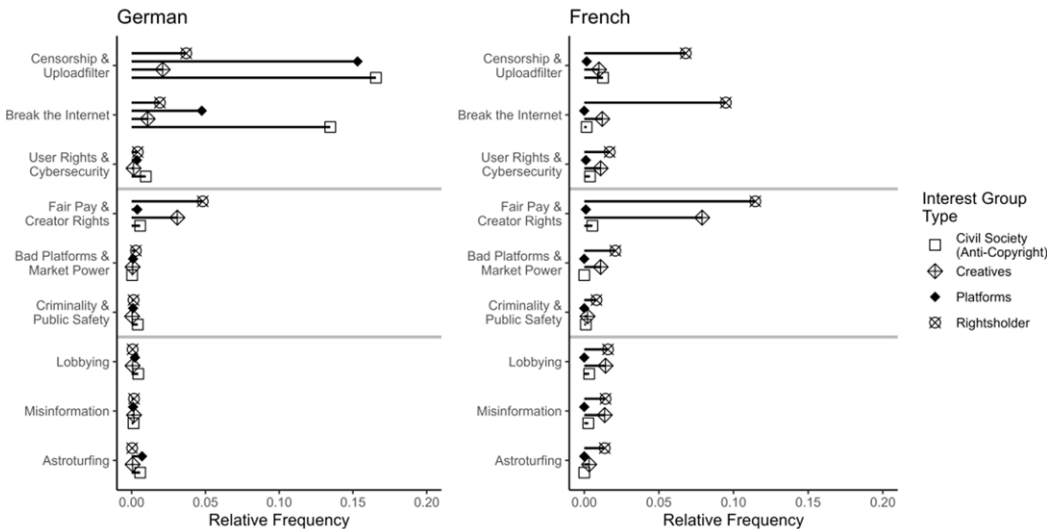 German
French
Censorship &
Uploadfilter
Break the Internet
User Rights &
Cybersecurity
Fair Pay &
Creator Rights
Bad Platforms &
Market Power
Criminality &
Public Safety
Lobbying
Misinformation
Astroturfing
0.00 0.05 0.10 0.15 0.20
Relative Frequency
Censorship &
Uploadfilter
Break the Internet
User Rights &
Cybersecurity
Fair Pay &
Creator Rights
Bad Platforms &
Market Power
Criminality &
Public Safety
Lobbying
Misinformation
Astroturfing
0.00 0.05 0.10 0.15 0.20
Relative Frequency
Interest Group
Type
Civil Society
(Anti-Copyright)
Creatives
Platforms
Rightsholder